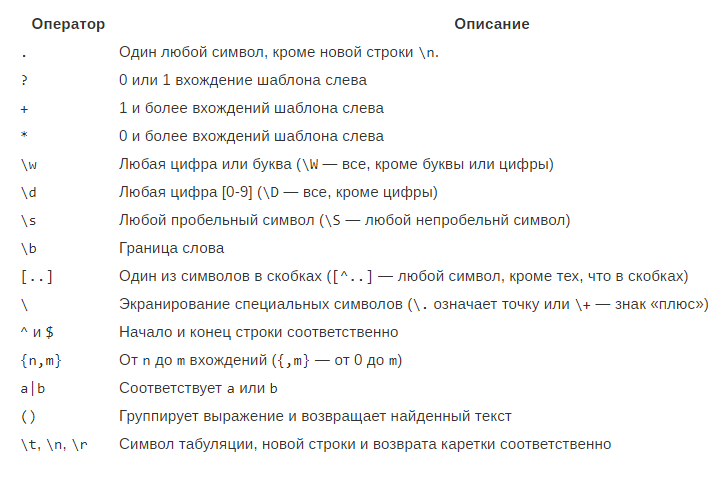 Оператор Описание
. Один любой символ, кроме новой строки \n.
? 0 или 1 вхождение шаблона слева
+ 1 и более вхождений шаблона слева
* 0 и более вхождений шаблона слева
\w Любая цифра или буква (\W — все, кроме буквы или цифры)
\d Любая цифра [0-9] (\D — все, кроме цифры)
\s Любой пробельный символ (\S — любой непробельнй символ)
\b Граница слова
[..] Один из символов в скобках ([^..] — любой символ, кроме тех, что в скобках)
\ Экранирование специальных символов (\. означает точку или \+ — знак «плюс»)
^ и $ Начало и конец строки соответственно
{n,m} От n до m вхождений ({,m} — от 0 до m)
a|b Соответствует a или b
() Группирует выражение и возвращает найденный текст
\t, \n, \r Символ табуляции, новой строки и возврата каретки соответственно